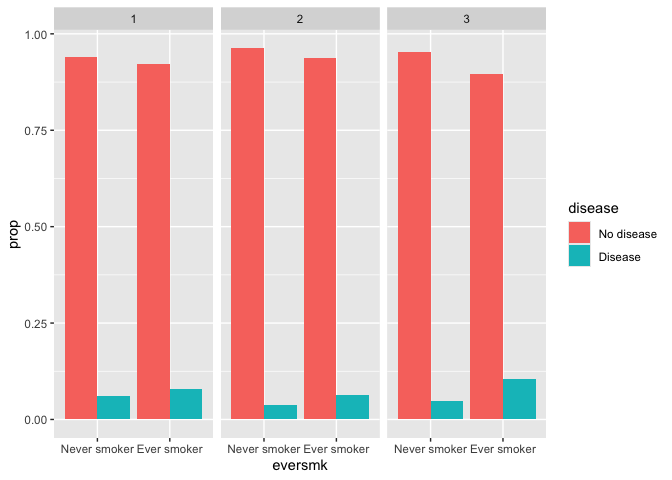 1 2 3
1.00
0.75
0.50
0.25
0.00
prop
Never smoker Ever smoker Never smoker Ever smoker Never smoker Ever smoker
eversmk
disease
No disease
Disease